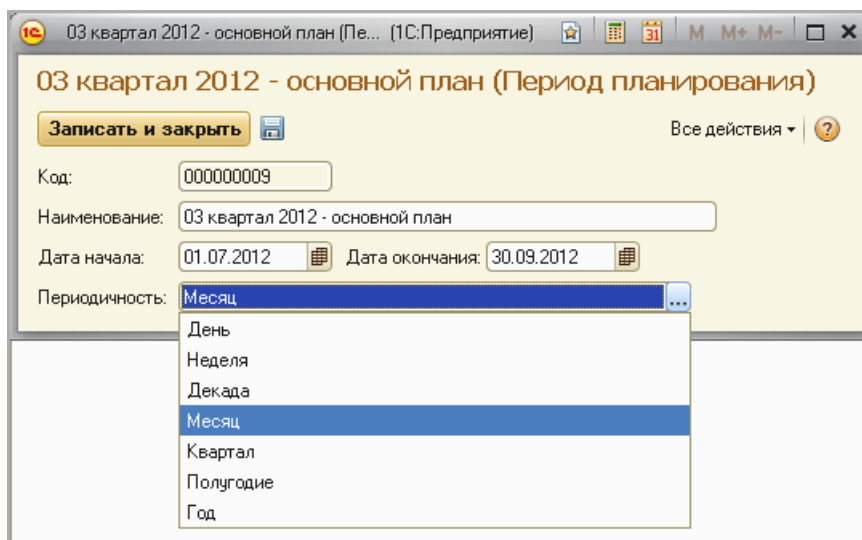 1С 03 квартал 2012 - основной план (Пе... (1С:Предприятие) 31 M M+ M-
03 квартал 2012 - основной план (Период планирования)
Записать и закрыть Все действия ?
Код: 000000009
Наименование: 03 квартал 2012 - основной план
Дата начала: 01.07.2012 Дата окончания: 30.09.2012
Периодичность: Месяц ...
День
Неделя
Декада
Месяц
Квартал
Полугодие
Год